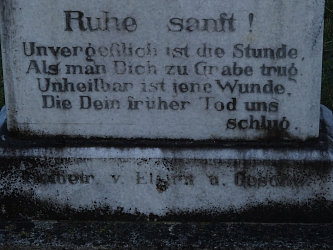 Ruhe sanft!
Unvergeßlich ist die Stunde,
Als man Dich zu Grabe trug.
Unheilbar ist jene Wunde,
Die Dein früher Tod uns
schlug.
v. Eltern u. Geschw.